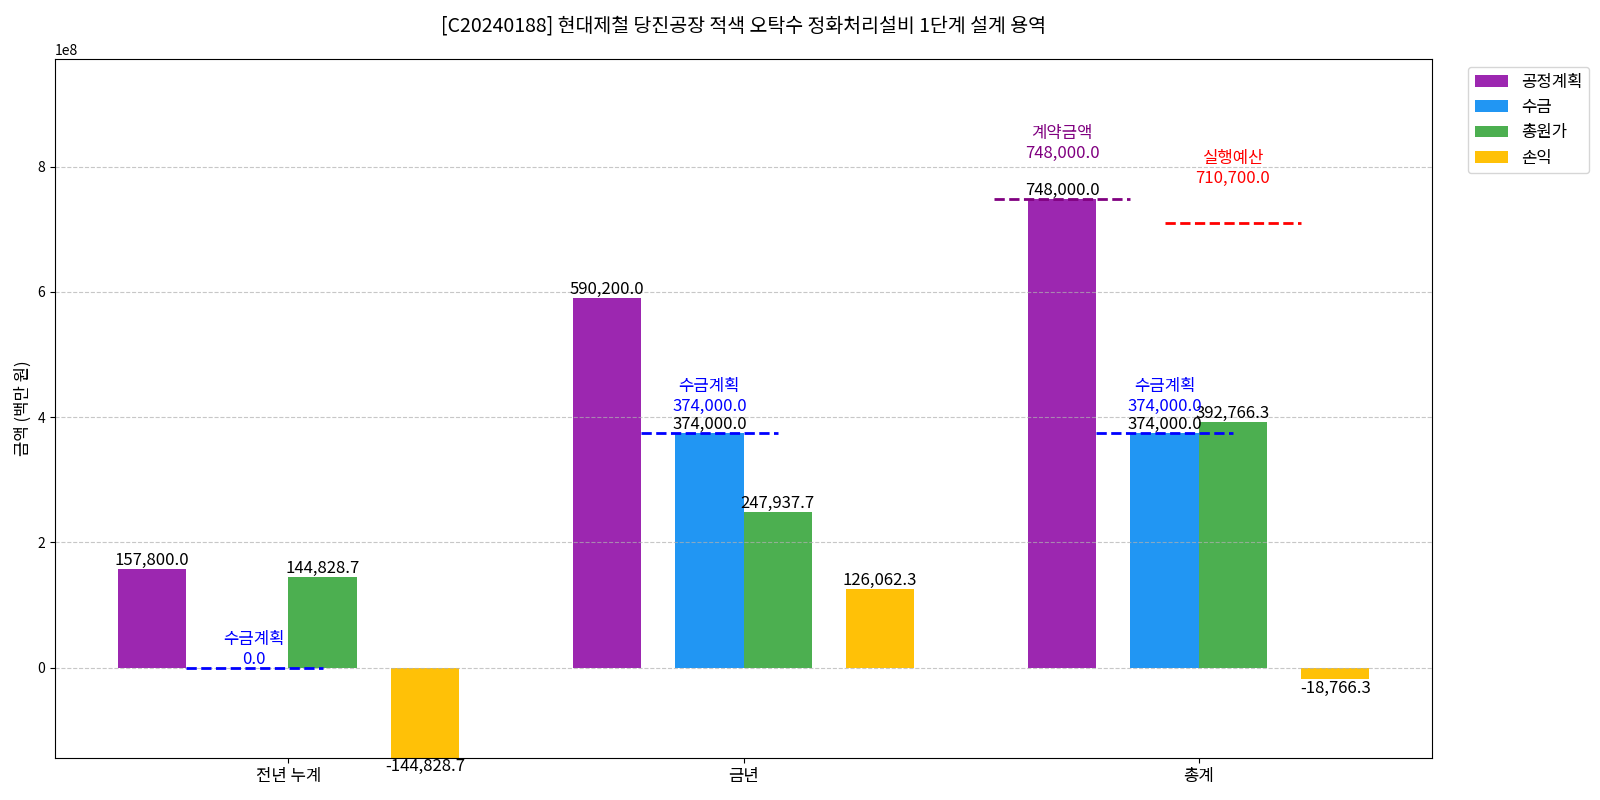 [C20240188] 현대제철 당진공장 적색 오탁수 정화처리설비 1단계 설계 용역
1e8
공정계획
수금
총원가
손익
금액 (백만 원)
8
6
4
2
0
계약금액
748,000.0
748,000.0
실행예산
710,700.0
590,200.0
수금계획
374,000.0
374,000.0
수금계획
374,000.0
374,000.0
392,766.3
247,937.7
157,800.0
144,828.7
126,062.3
수금계획
0.0
-18,766.3
-144,828.7
전년 누계
금년
총계